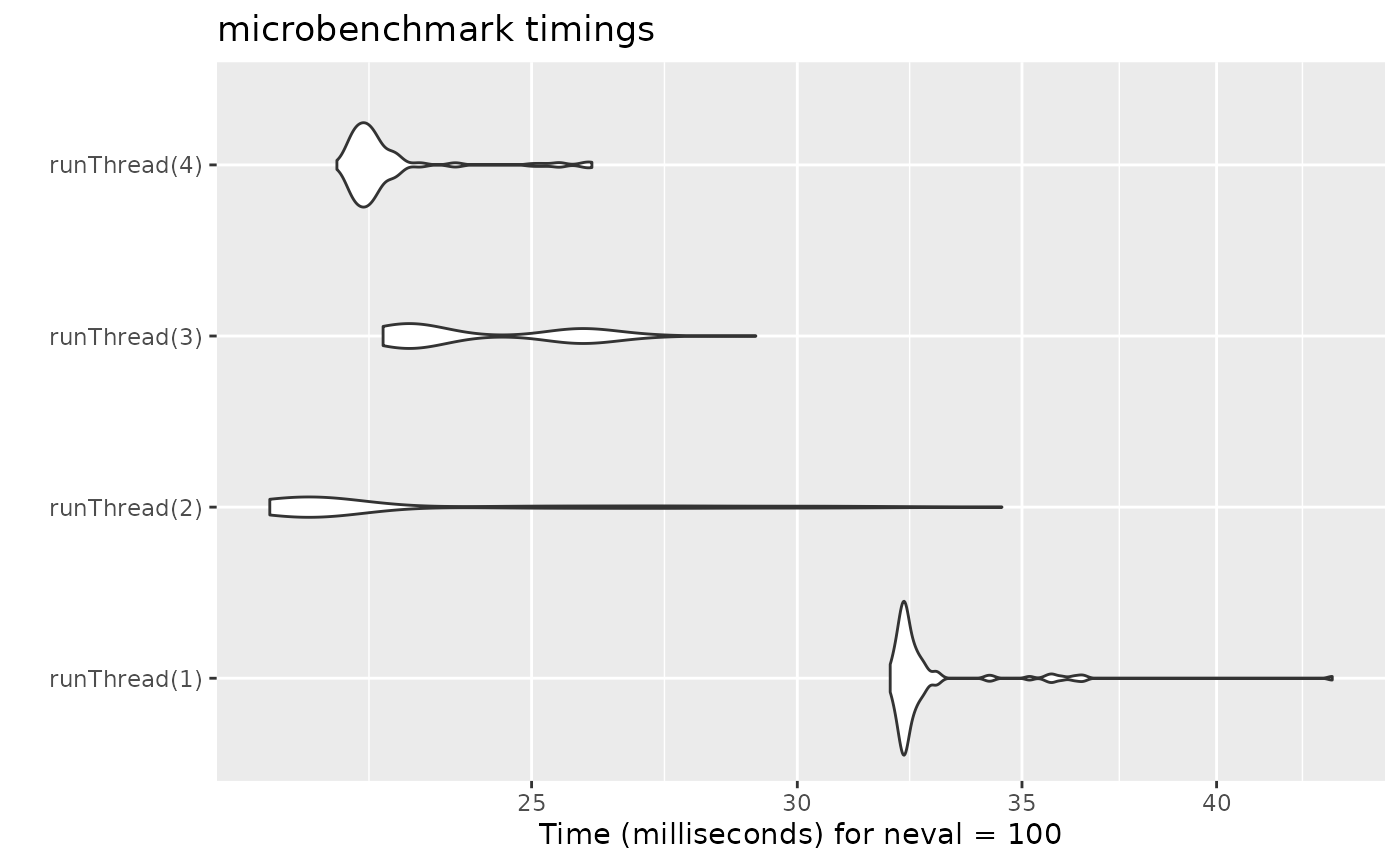 microbenchmark timings
runThread(4)
runThread(3)
runThread(2)
runThread(1)
25 30 35 40
Time (milliseconds) for neval = 100